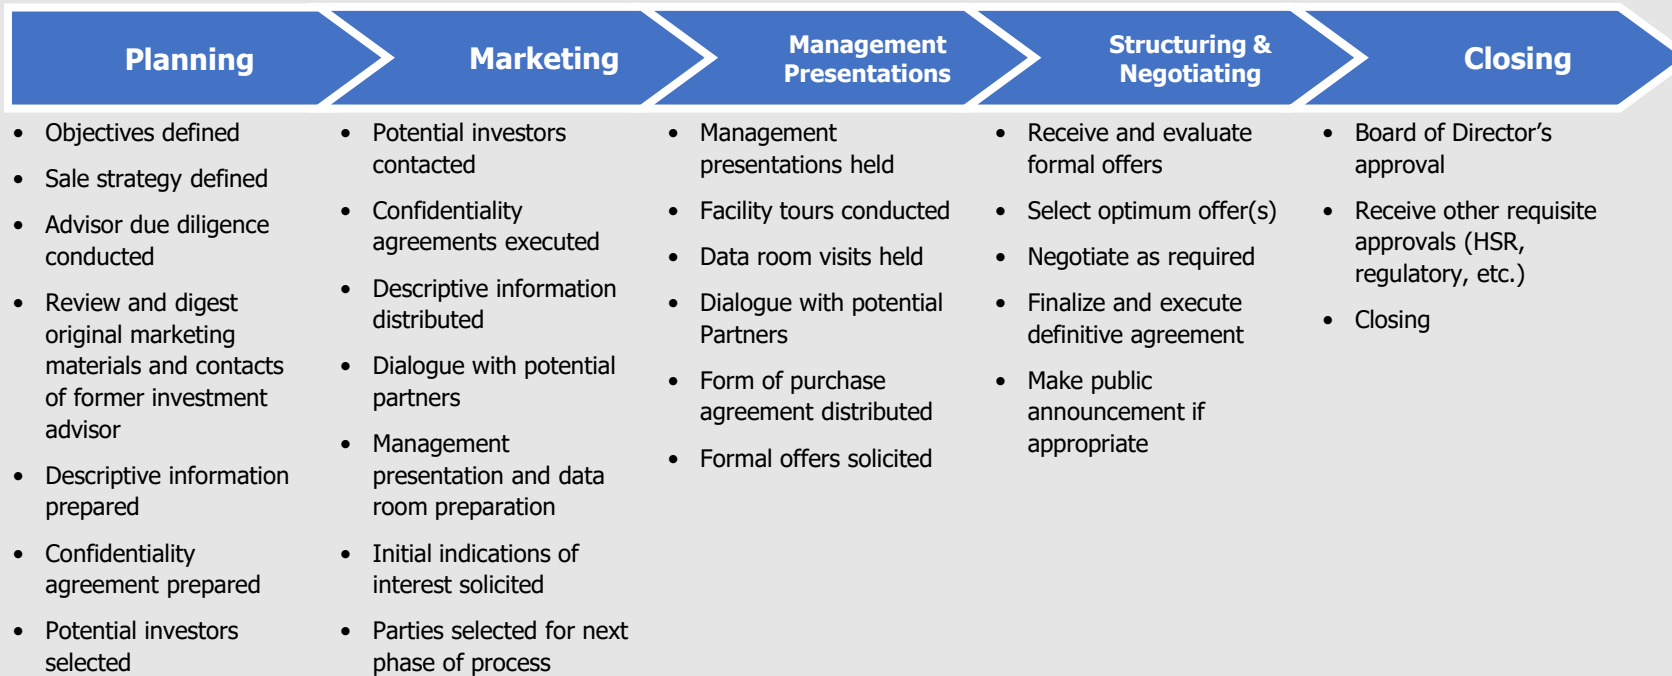 Planning
Marketing
Management
Presentations
Structuring &
Negotiating
Closing
• Objectives defined
• Sale strategy defined
• Advisor due diligence
conducted
• Review and digest
original marketing
materials and contacts
of former investment
advisor
• Descriptive information
prepared
• Confidentiality
agreement prepared
• Potential investors
selected
• Potential investors
contacted
• Confidentiality
agreements executed
• Descriptive information
distributed
• Dialogue with potential
partners
• Management
presentation and data
room preparation
• Initial indications of
interest solicited
• Parties selected for next
phase of process
• Management
presentations held
• Facility tours conducted
• Data room visits held
• Dialogue with potential
Partners
• Form of purchase
agreement distributed
• Formal offers solicited
• Receive and evaluate
formal offers
• Select optimum offer(s)
• Negotiate as required
• Finalize and execute
definitive agreement
• Make public
announcement if
appropriate
• Board of Director’s
approval
• Receive other requisite
approvals (HSR,
regulatory, etc.)
• Closing